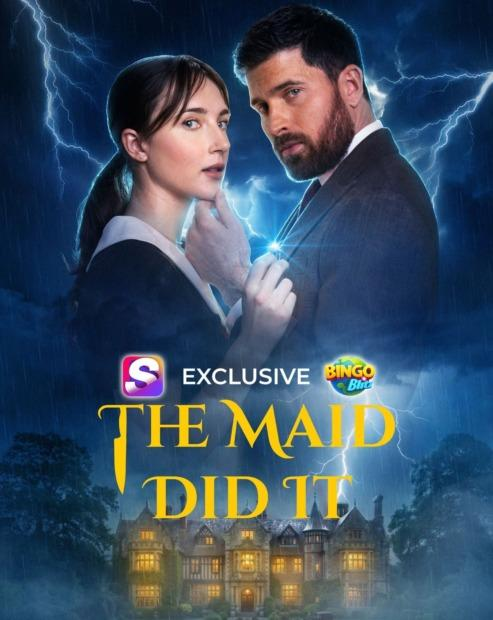 S EXCLUSIVE BINGO
Blitz
THE MAID
DID IT